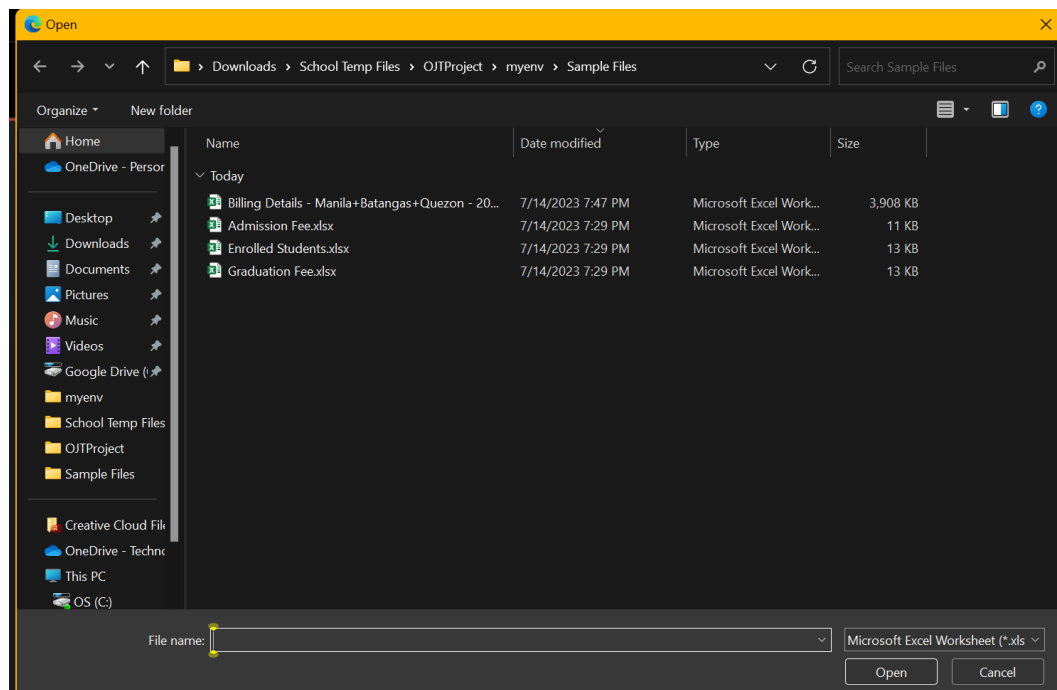 Open
Downloads > School Temp Files > OJTProject > myenv > Sample Files
Search Sample Files
Organize
New folder
Home
OneDrive - Person
Desktop
Downloads
Documents
Pictures
Music
Videos
Google Drive (
myenv
School Temp Files
OJTProject
Sample Files
Creative Cloud File
OneDrive - Techno
This PC
OS (C:)
Name Date modified Type Size
Today
Billing Details - Manila+Batangas+Quezon - 20... 7/14/2023 7:47 PM Microsoft Excel Work... 3,908 KB
Admission Fee.xlsx 7/14/2023 7:29 PM Microsoft Excel Work... 11 KB
Enrolled Students.xlsx 7/14/2023 7:29 PM Microsoft Excel Work... 13 KB
Graduation Fee.xlsx 7/14/2023 7:29 PM Microsoft Excel Work... 13 KB
File name:
Microsoft Excel Worksheet (*.xls
Open
Cancel